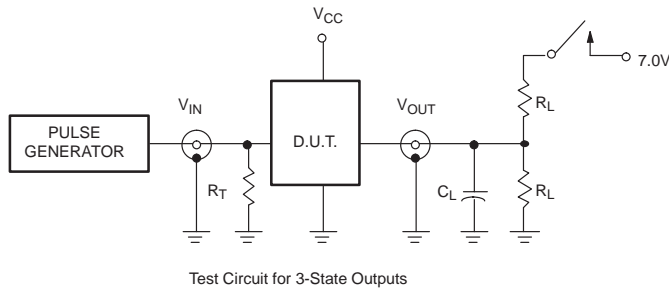 VCC
7.0V
RL
VIN
VOUT
PULSE
GENERATOR
D.U.T.
RT
CL
RL
Test Circuit for 3-State Outputs